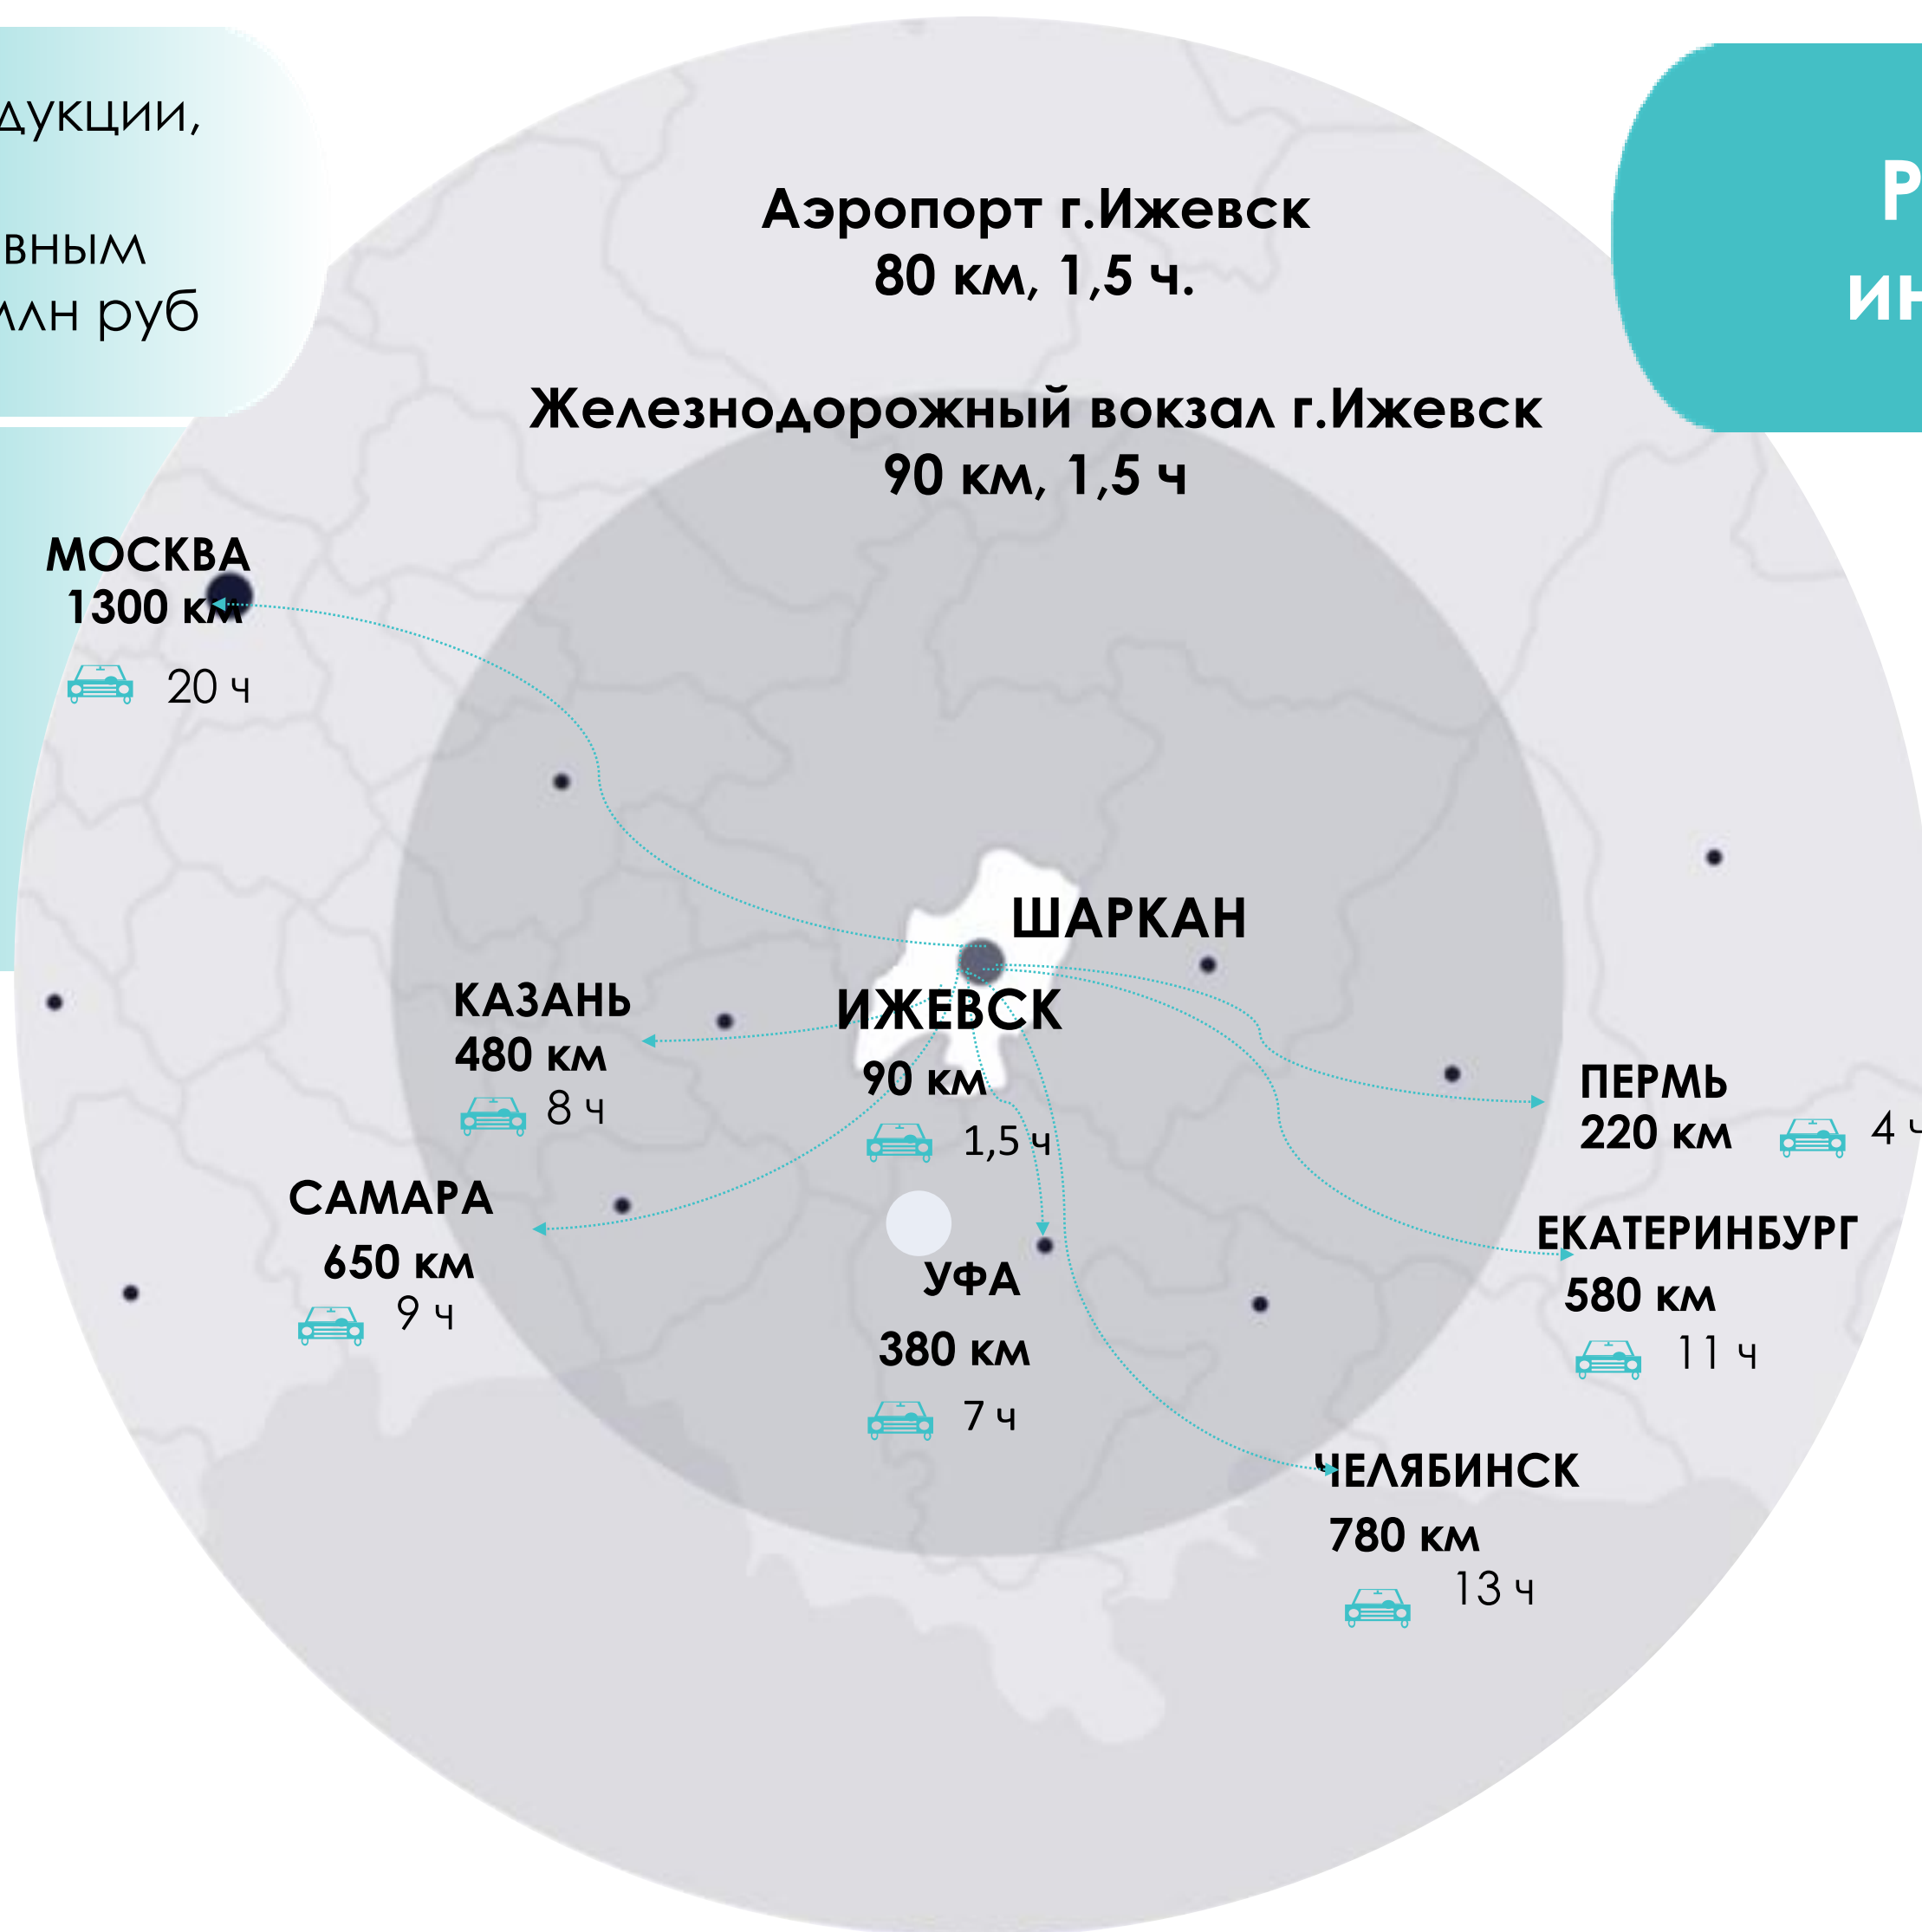 дукции,
вным
млн руб
Р
ин
Аэропорт г.Ижевск
80 км, 1,5 ч.
Железнодорожный вокзал г.Ижевск
90 км, 1,5 ч
МОСКВА
1300 км
20 ч
ШАРКАН
КАЗАНЬ
480 км
8 ч
ИЖЕВСК
90 км
1,5 ч
ПЕРМЬ
220 км
4 ч
САМАРА
650 км
9 ч
ЕКАТЕРИНБУРГ
580 км
11 ч
УФА
380 км
7 ч
ЧЕЛЯБИНСК
780 км
13 ч